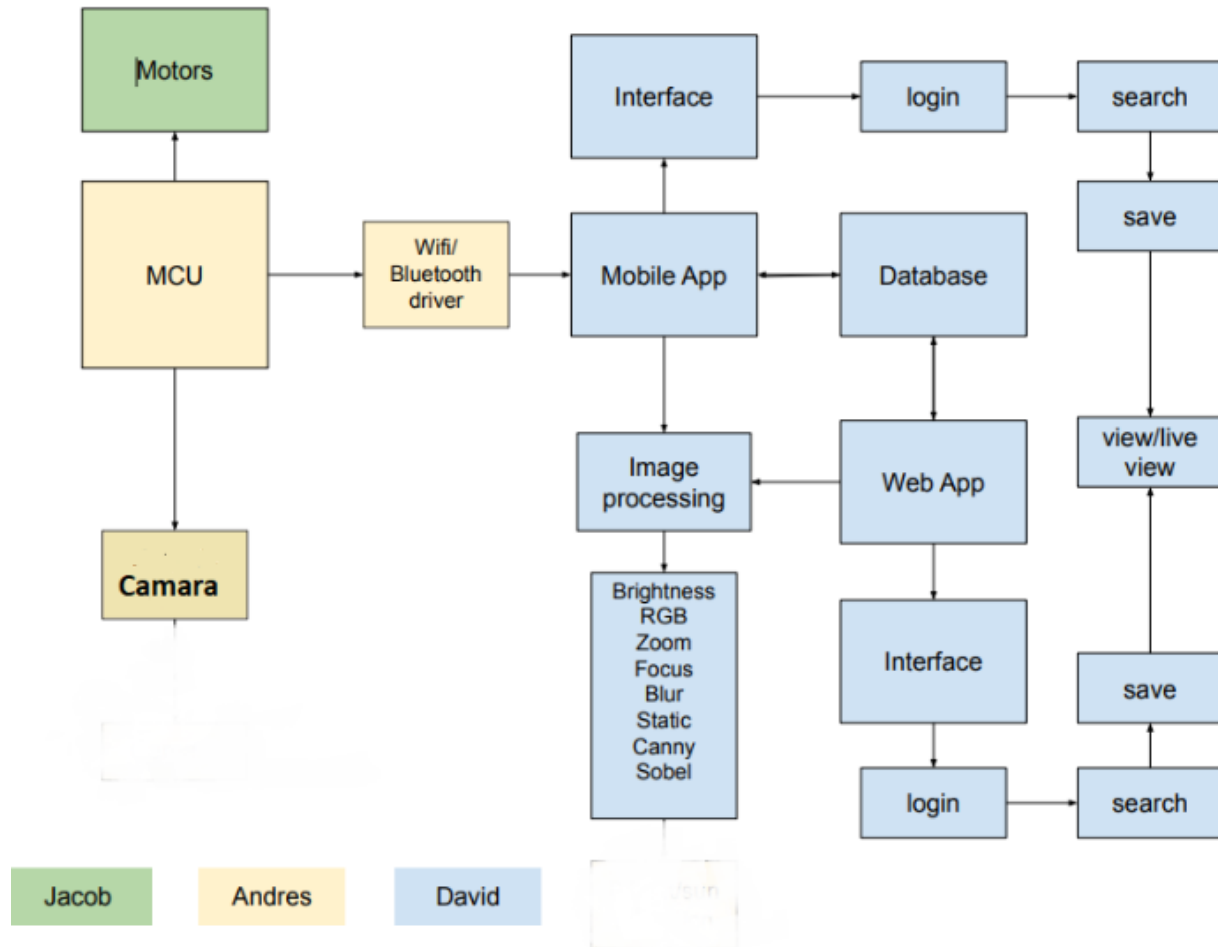 Motors
Interface
login
search
MCU
Wifi/
Bluetooth
driver
Mobile App
Database
save
Image
processing
Web App
view/live
view
Camara
Brightness
RGB
Zoom
Focus
Blur
Static
Canny
Sobel
Interface
save
login
search
Jacob
Andres
David